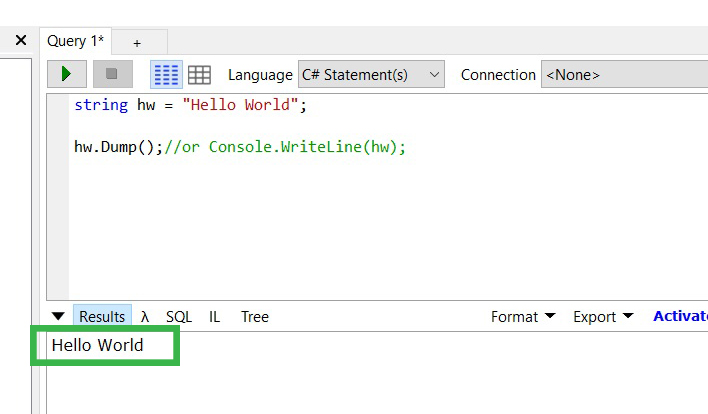 Query 1* +
Language C# Statement(s) Connection <None>
string hw = "Hello World";
hw.Dump();//or Console.WriteLine(hw);
Results λ SQL IL Tree Format Export Activat
Hello World